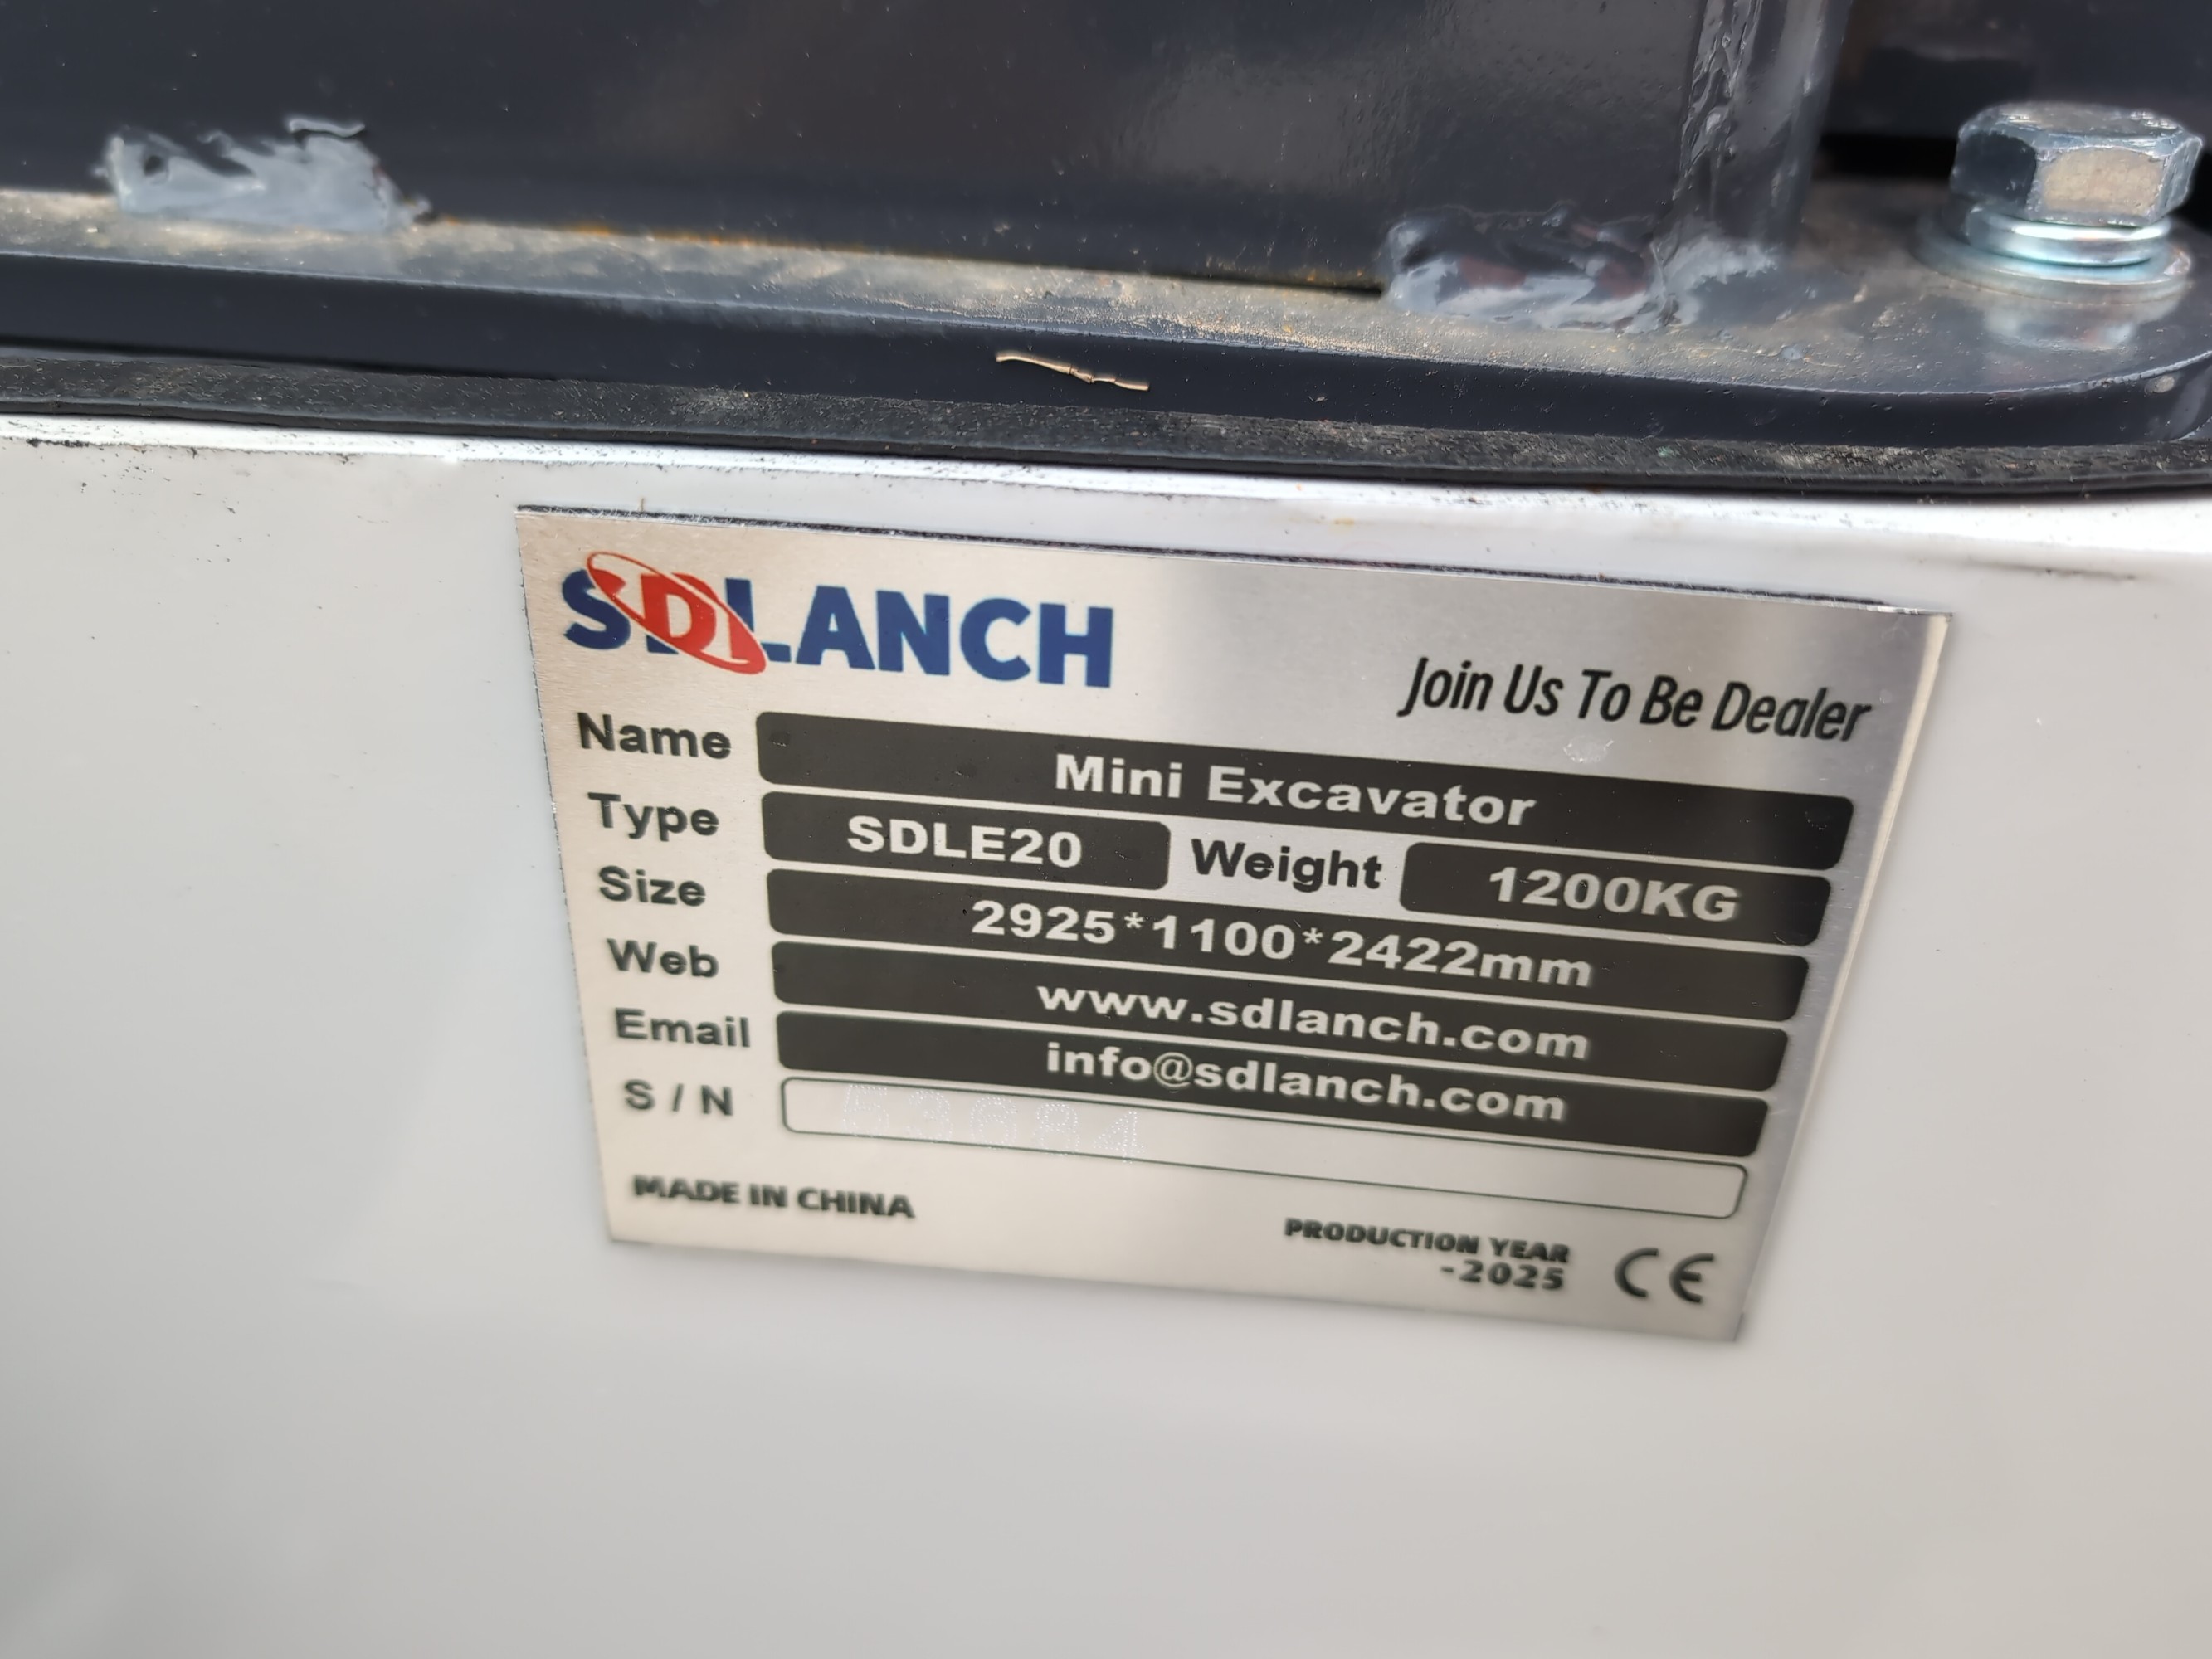 SDLANCH
Join Us To Be Dealer
Name Mini Excavator
Type SDLE20 Weight 1200KG
Size 2925*1100*2422mm
Web www.sdlanch.com
Email info@sdlanch.com
S / N
MADE IN CHINA
PRODUCTION YEAR
-2025
CE